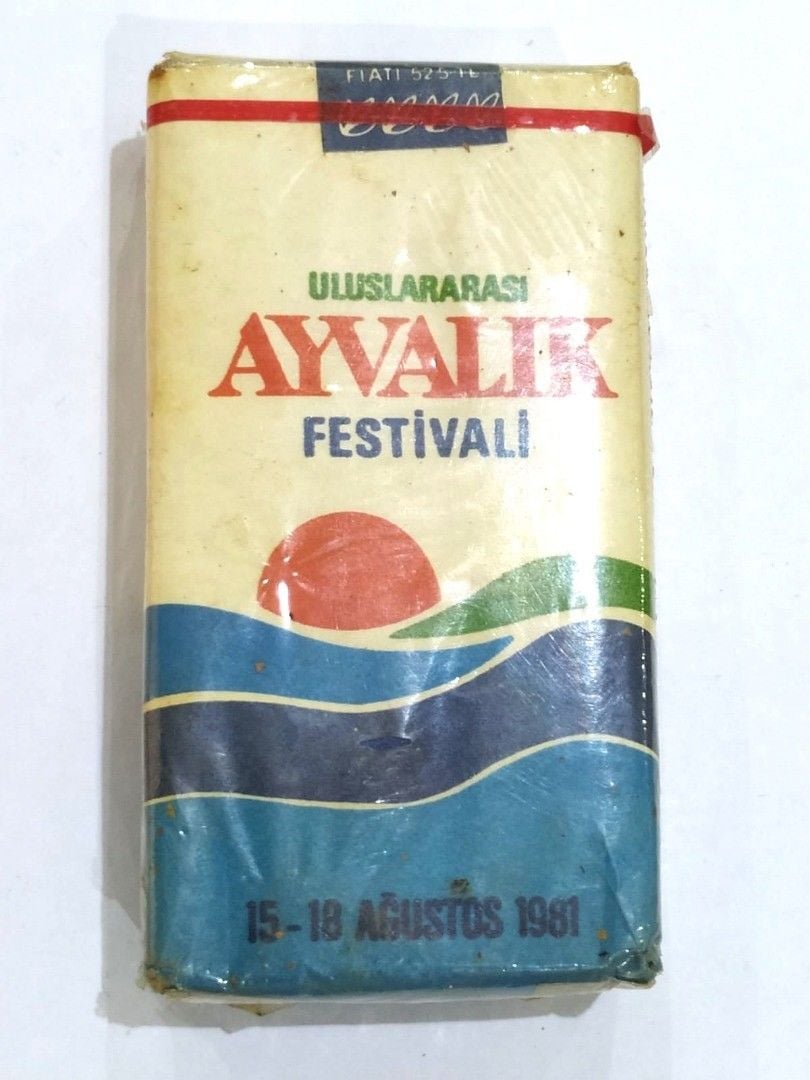 FİATI 525 TL
ULUSLARARASI
AYVALIK
FESTİVALİ
15-18 AĞUSTOS 1981